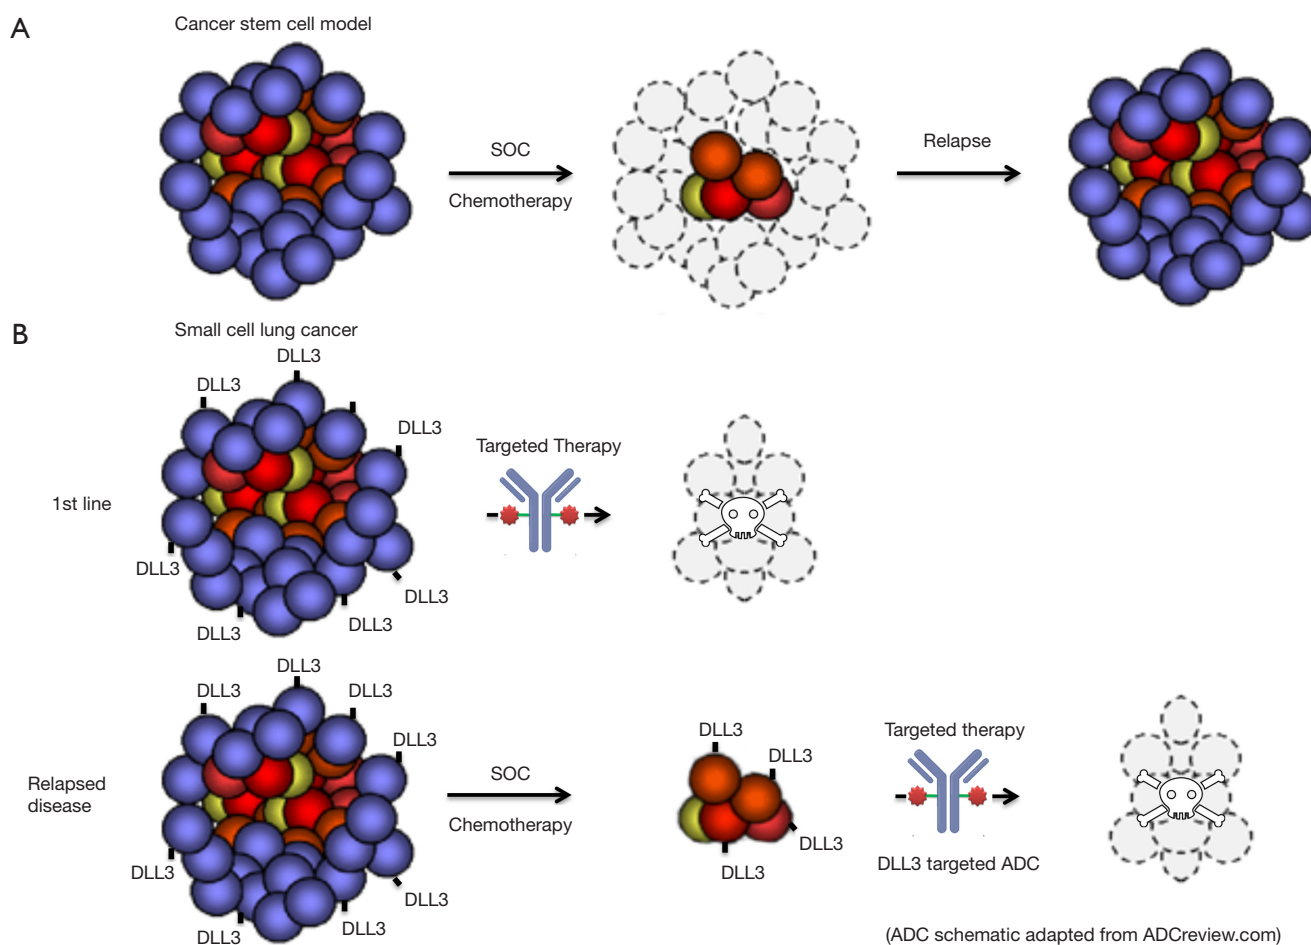 A
Cancer stem cell model
SOC
Chemotherapy
Relapse
B
Small cell lung cancer
DLL3
DLL3
DLL3
Targeted Therapy
1st line
DLL3
DLL3
DLL3
DLL3
DLL3
DLL3
DLL3
DLL3
Relapsed
disease
SOC
Chemotherapy
DLL3
DLL3
DLL3
DLL3
DLL3
DLL3
DLL3
DLL3
Targeted therapy
DLL3 targeted ADC
(ADC schematic adapted from ADCreview.com)